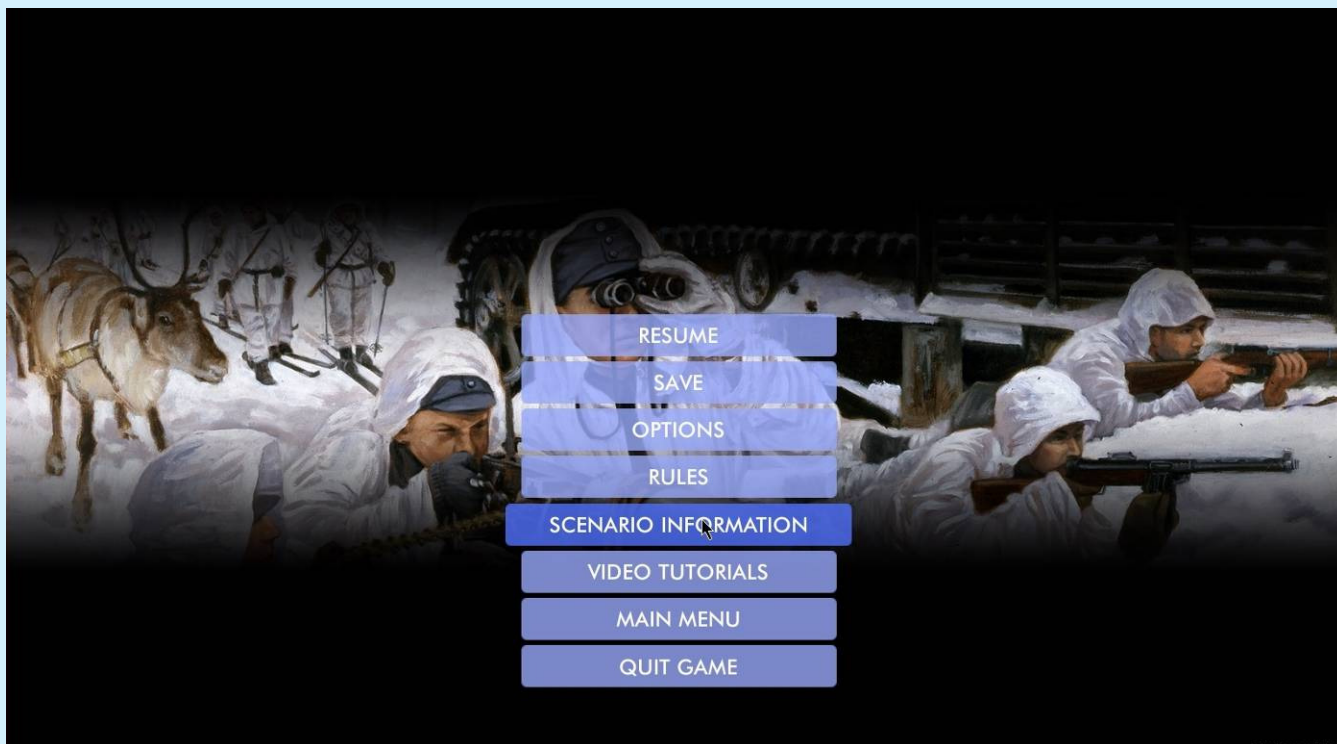 RESUME
SAVE
OPTIONS
RULES
SCENARIO INFORMATION
VIDEO TUTORIALS
MAIN MENU
QUIT GAME